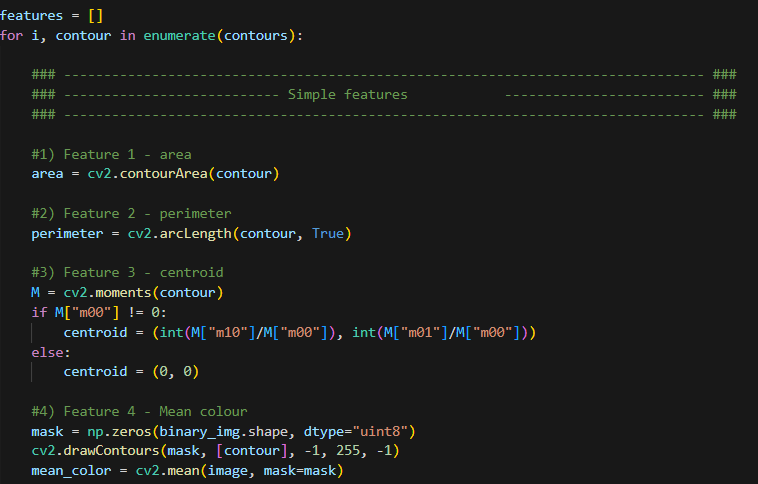 features = []
for i, contour in enumerate(contours):
### -------------------------------------------------------------------------------- ###
### --------------------------- Simple features            ------------------------- ###
### -------------------------------------------------------------------------------- ###
#1) Feature 1 - area
area = cv2.contourArea(contour)
#2) Feature 2 - perimeter
perimeter = cv2.arcLength(contour, True)
#3) Feature 3 - centroid
M = cv2.moments(contour)
if M["m00"] != 0:
centroid = (int(M["m10"]/M["m00"]), int(M["m01"]/M["m00"]))
else:
centroid = (0, 0)
#4) Feature 4 - Mean colour
mask = np.zeros(binary_img.shape, dtype="uint8")
cv2.drawContours(mask, [contour], -1, 255, -1)
mean_color = cv2.mean(image, mask=mask)